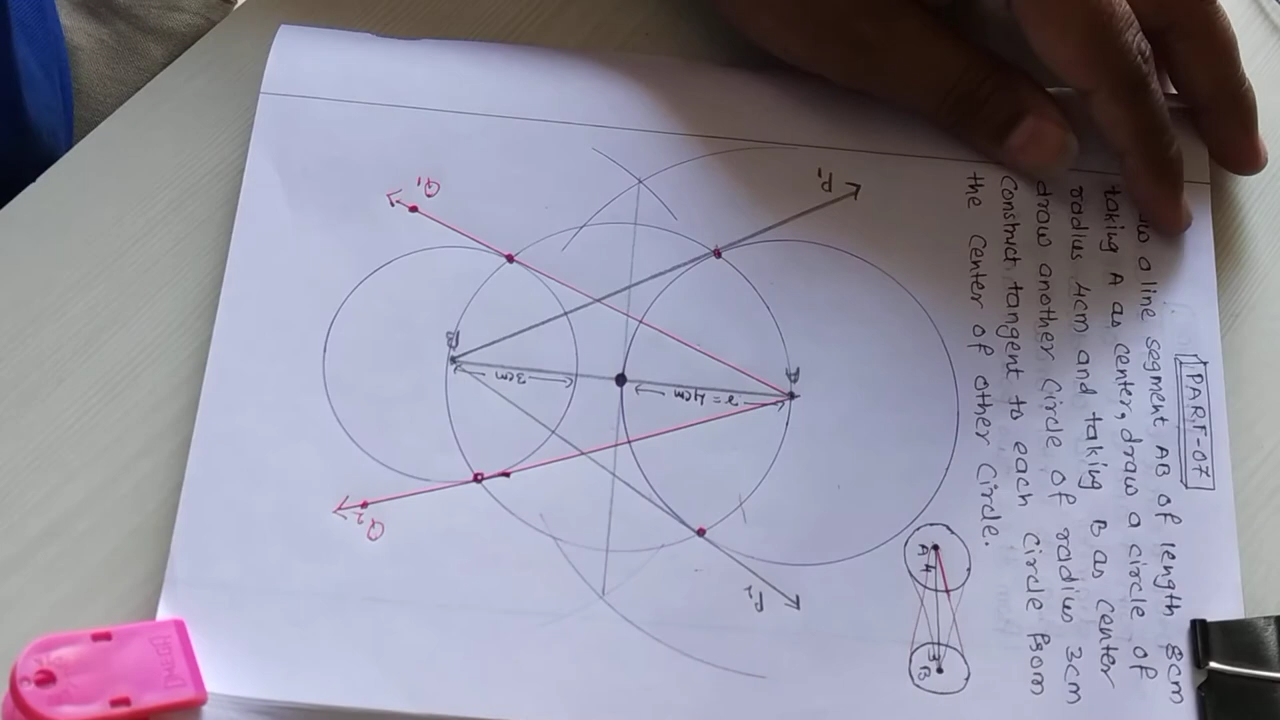 PART-07
a line segment AB of length 8cm
taking A as center, draw a circle of
radius 4cm and taking B as center
draw another circle of radius 3cm
Construct tangent to each circle from
the center of other circle.
A
4
3
B
P1
Q1
B
3cm
r=4cm
Q2
P2